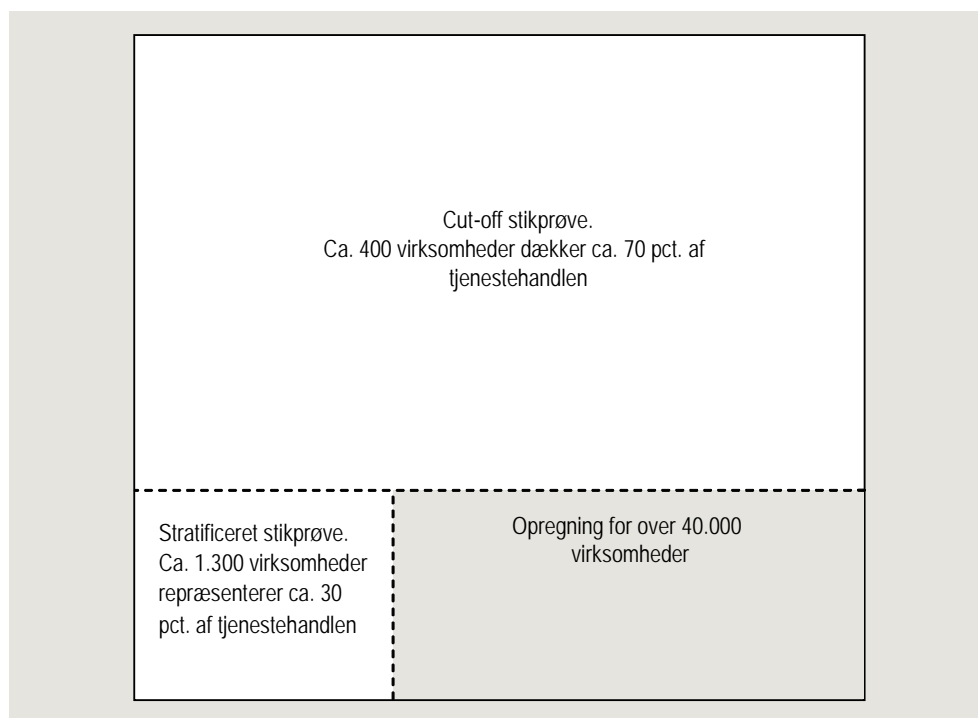 Cut-off stikprøve.
Ca. 400 virksomheder dækker ca. 70 pct. af
tjenestehandlen
Stratificeret stikprøve.
Ca. 1.300 virksomheder
repræsenterer ca. 30
pct. af tjenestehandlen
Opregning for over 40.000
virksomheder